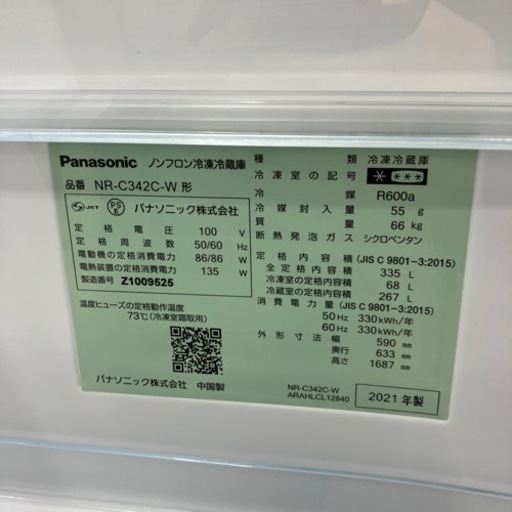 Panasonic ノンフロン冷凍冷蔵庫
品番 NR-C342C-W 形
JET PSE パナソニック株式会社
定格電圧 100 V
定格周波数 50/60 Hz
電動機の定格消費電力 86/86 W
電熱装置の定格消費電力 135 W
製造番号 Z1009525
温度ヒューズの定格動作温度
73℃(冷凍室霜取用)
パナソニック株式会社 中国製
種類 冷凍冷蔵庫
冷凍室の記号
冷媒 R600a
冷媒封入量 55 g
質量 66 kg
断熱発泡ガス シクロペンタン
定格内容積 (JIS C 9801-3:2015)
全定格内容積 335 L
冷凍室の定格内容積 68 L
冷蔵室の定格内容積 267 L
消費電力量 (JIS C 9801-3:2015)
50Hz 330kWh/年
60Hz 330kWh/年
外形寸法 幅 590 mm
奥行 633 mm
高さ 1687 mm
NR-C342C-W
ARAHLCL12840
2021年製